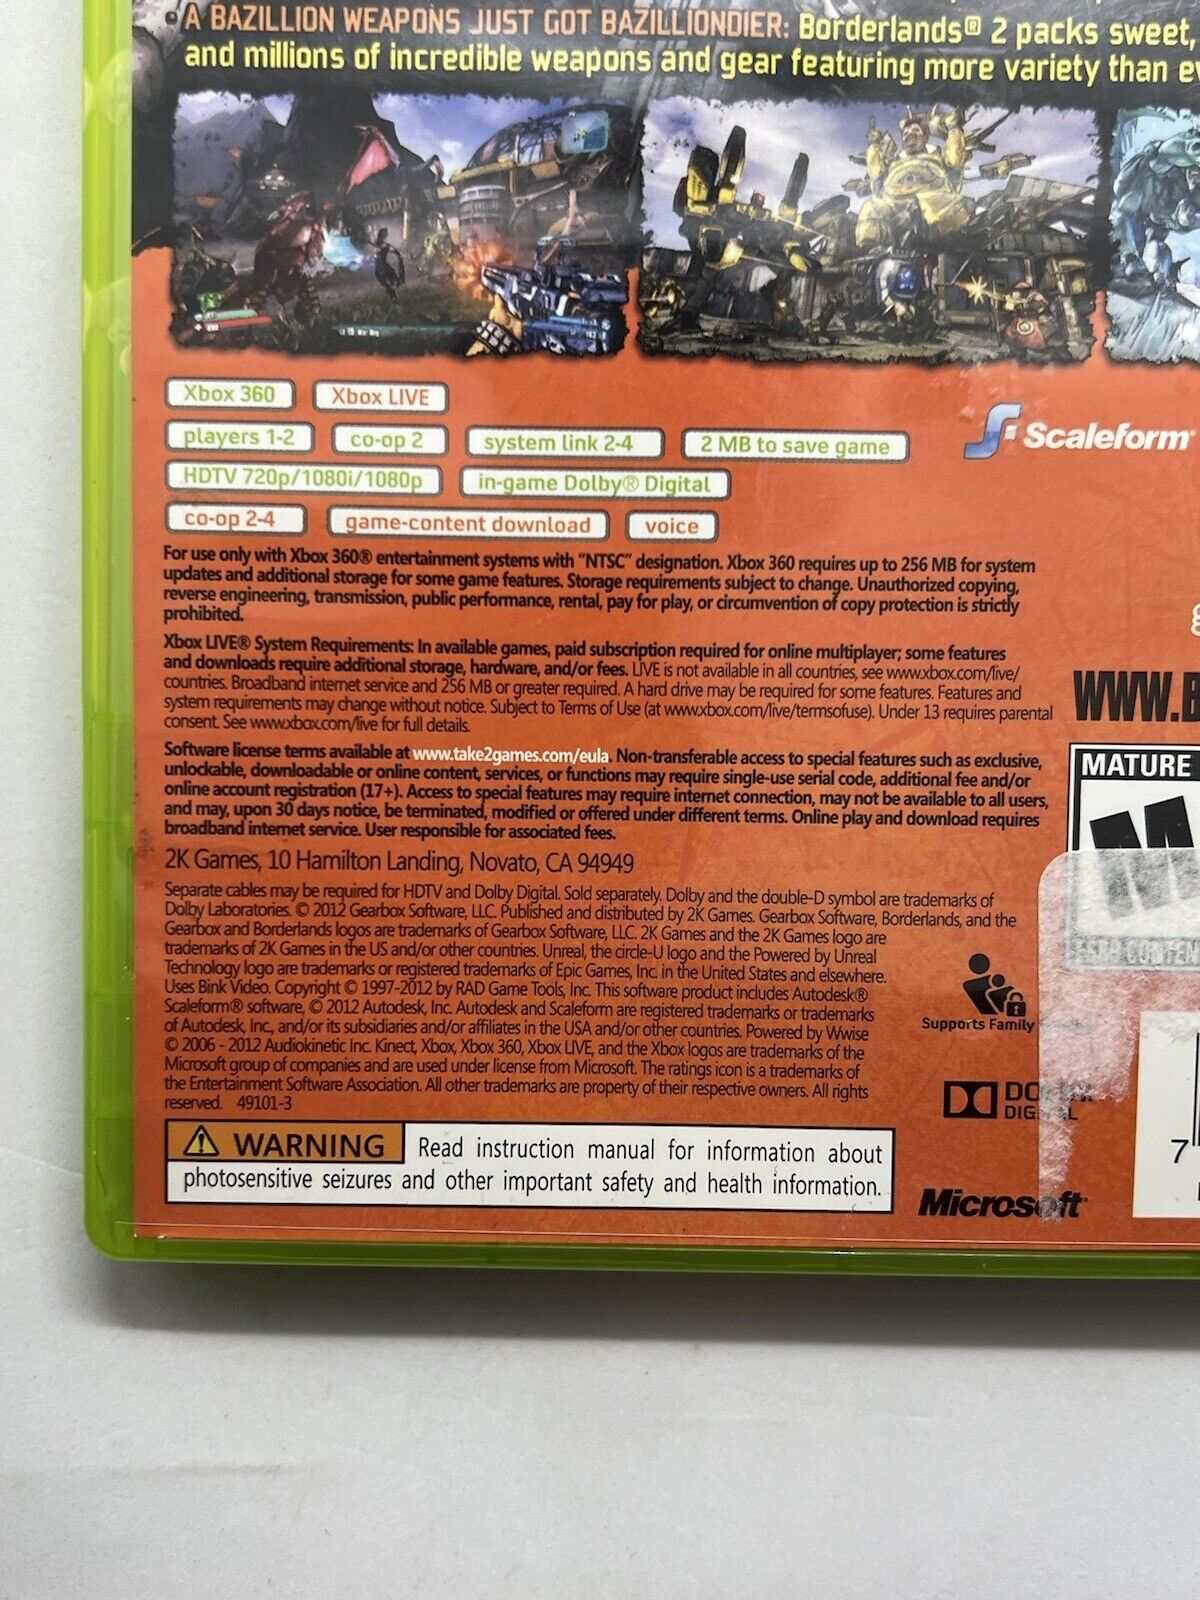 • A BAZILLION WEAPONS JUST GOT BAZILLIONDIER: Borderlands® 2 packs sweet,
and millions of incredible weapons and gear featuring more variety than
Xbox 360 Xbox LIVE
players 1-2 co-op 2 system link 2-4 2 MB to save game
Scaleform
HDTV 720p/1080i/1080p in-game Dolby® Digital
co-op 2-4 game-content download voice
For use only with Xbox 360® entertainment systems with "NTSC" designation. Xbox 360 requires up to 256 MB for system
updates and additional storage for some game features. Storage requirements subject to change. Unauthorized copying,
reverse engineering, transmission, public performance, rental, pay for play, or circumvention of copy protection is strictly
prohibited.
Xbox LIVE® System Requirements: In available games, paid subscription required for online multiplayer; some features
and downloads require additional storage, hardware, and/or fees. LIVE is not available in all countries, see www.xbox.com/live/
countries. Broadband internet service and 256 MB or greater required. A hard drive may be required for some features. Features and
system requirements may change without notice. Subject to Terms of Use (at www.xbox.com/live/termsofuse). Under 13 requires parental
consent. See www.xbox.com/live for full details.
WWW.B
Software license terms available at www.take2games.com/eula. Non-transferable access to special features such as exclusive,
unlockable, downloadable or online content, services, or functions may require single-use serial code, additional fee and/or
online account registration (17+). Access to special features may require internet connection, may not be available to all users,
and may, upon 30 days notice, be terminated, modified or offered under different terms. Online play and download requires
broadband internet service. User responsible for associated fees.
MATURE
M
2K Games, 10 Hamilton Landing, Novato, CA 94949
Separate cables may be required for HDTV and Dolby Digital. Sold separately. Dolby and the double-D symbol are trademarks of
Dolby Laboratories. © 2012 Gearbox Software, LLC. Published and distributed by 2K Games. Gearbox Software, Borderlands, and the
Gearbox and Borderlands logos are trademarks of Gearbox Software, LLC. 2K Games and the 2K Games logo are
trademarks of 2K Games in the US and/or other countries. Unreal, the circle-U logo and the Powered by Unreal
Technology logo are trademarks or registered trademarks of Epic Games, Inc. in the United States and elsewhere.
Uses Bink Video. Copyright © 1997-2012 by RAD Game Tools, Inc. This software product includes Autodesk®
Scaleform® software, © 2012 Autodesk, Inc. Autodesk and Scaleform are registered trademarks or trademarks
of Autodesk, Inc., and/or its subsidiaries and/or affiliates in the USA and/or other countries. Powered by Wwise
© 2006 - 2012 Audiokinetic Inc. Kinect, Xbox, Xbox 360, Xbox LIVE, and the Xbox logos are trademarks of the
Microsoft group of companies and are used under license from Microsoft. The ratings icon is a trademark of
the Entertainment Software Association. All other trademarks are property of their respective owners. All rights
reserved. 49101-3
Supports Family
7
WARNING Read instruction manual for information about
photosensitive seizures and other important safety and health information.
Microsoft